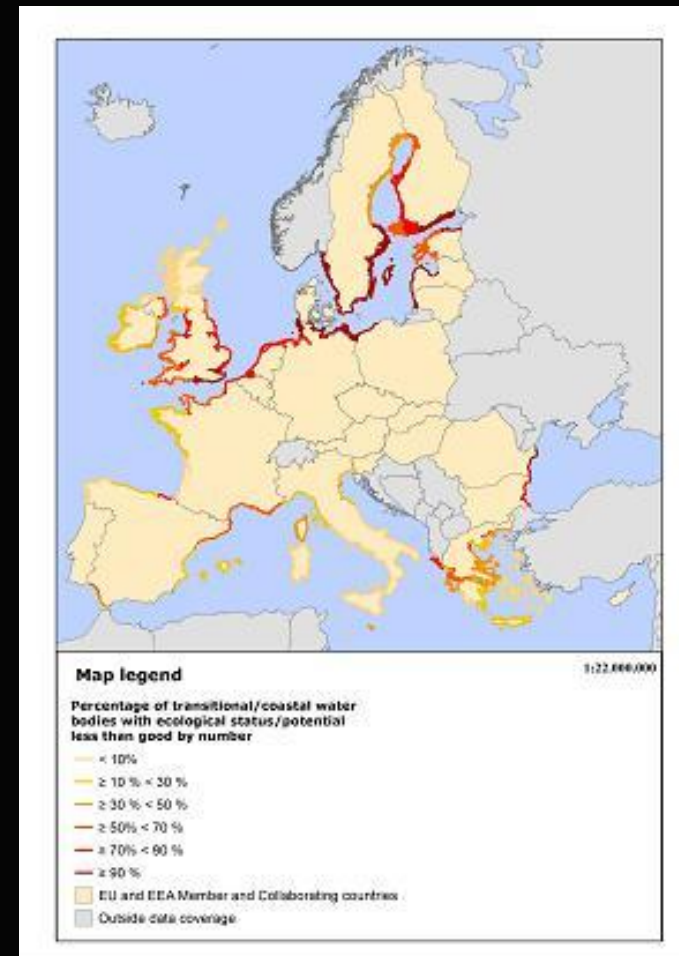 Map legend
1:22.000.000
Percentage of transitional/coastal water
bodies with ecological status/potential
less than good by number
< 10%
≥ 10 % < 30 %
≥ 30 % < 50 %
≥ 50% < 70 %
≥ 70% < 90 %
≥ 90 %
EU and EEA Member and Collaborating countries
Outside data coverage